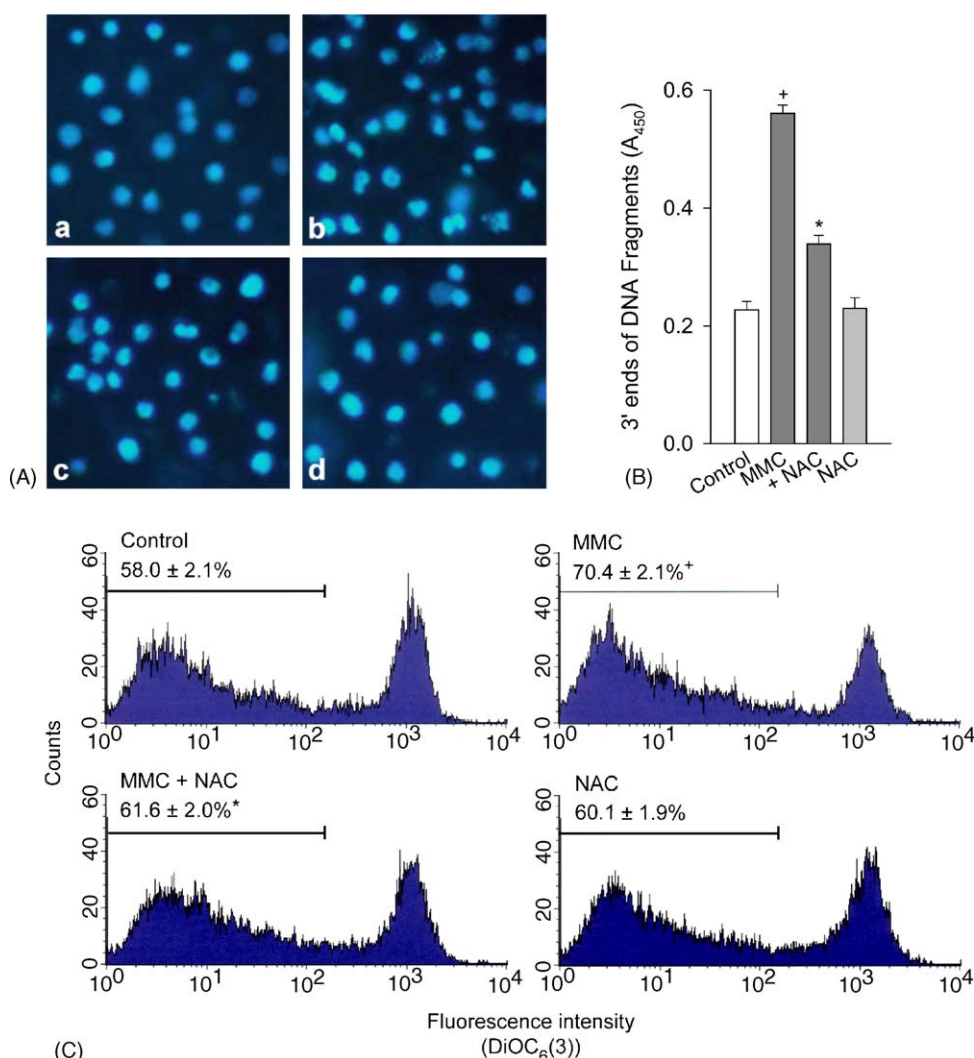 a
b
c
d
(A)
3' ends of DNA Fragments (A450)
0.6
0.4
0.2
0.0
+
*
Control
MMC
+ NAC
NAC
(B)
Control
58.0 ± 2.1%
60
40
20
0
10^0 10^1 10^2 10^3 10^4
MMC
70.4 ± 2.1%+
60
40
20
0
10^0 10^1 10^2 10^3 10^4
Counts
MMC + NAC
61.6 ± 2.0%*
60
40
20
0
10^0 10^1 10^2 10^3 10^4
NAC
60.1 ± 1.9%
60
40
20
0
10^0 10^1 10^2 10^3 10^4
Fluorescence intensity
(DiOC6(3))
(C)